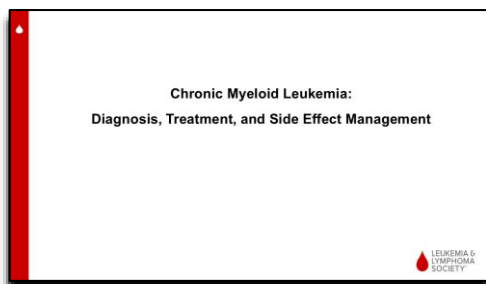 Chronic Myeloid Leukemia:
Diagnosis, Treatment, and Side Effect Management
LEUKEMIA &
LYMPHOMA
SOCIETY